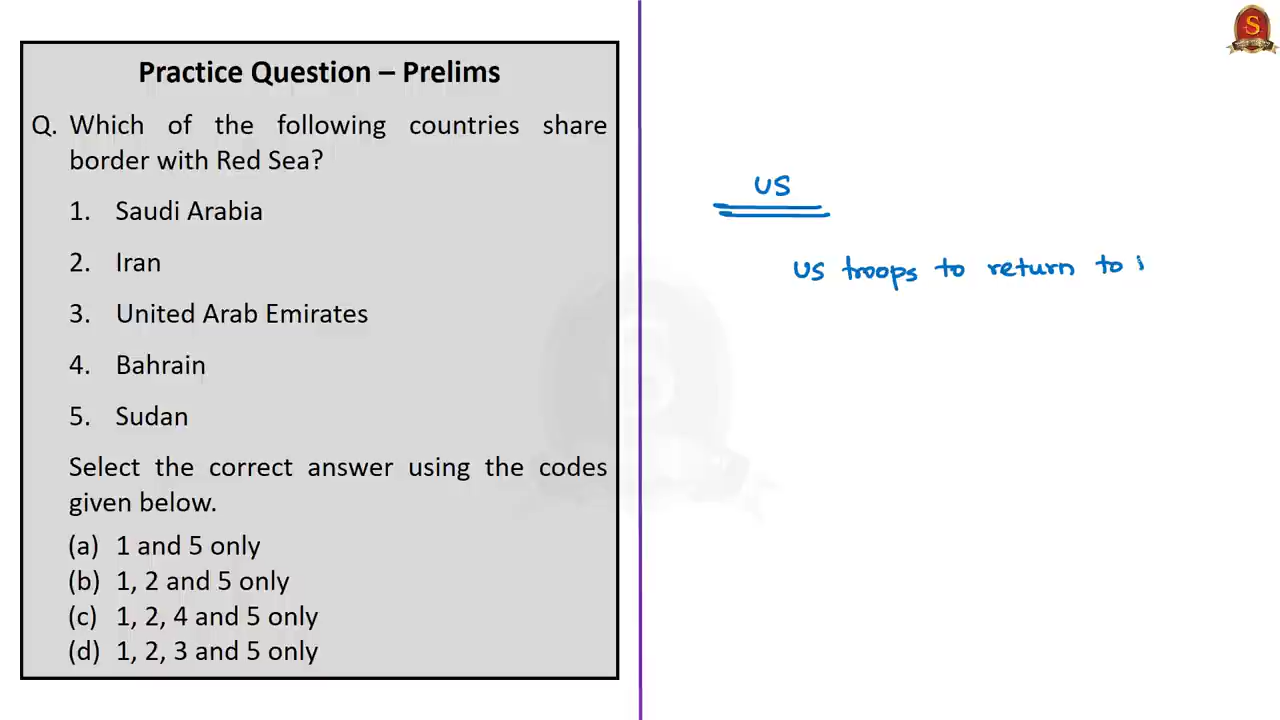 Practice Question – Prelims
Q. Which of the following countries share
border with Red Sea?
1. Saudi Arabia
2. Iran
3. United Arab Emirates
4. Bahrain
5. Sudan
Select the correct answer using the codes
given below.
(a) 1 and 5 only
(b) 1, 2 and 5 only
(c) 1, 2, 4 and 5 only
(d) 1, 2, 3 and 5 only
S
US
US troops to return to